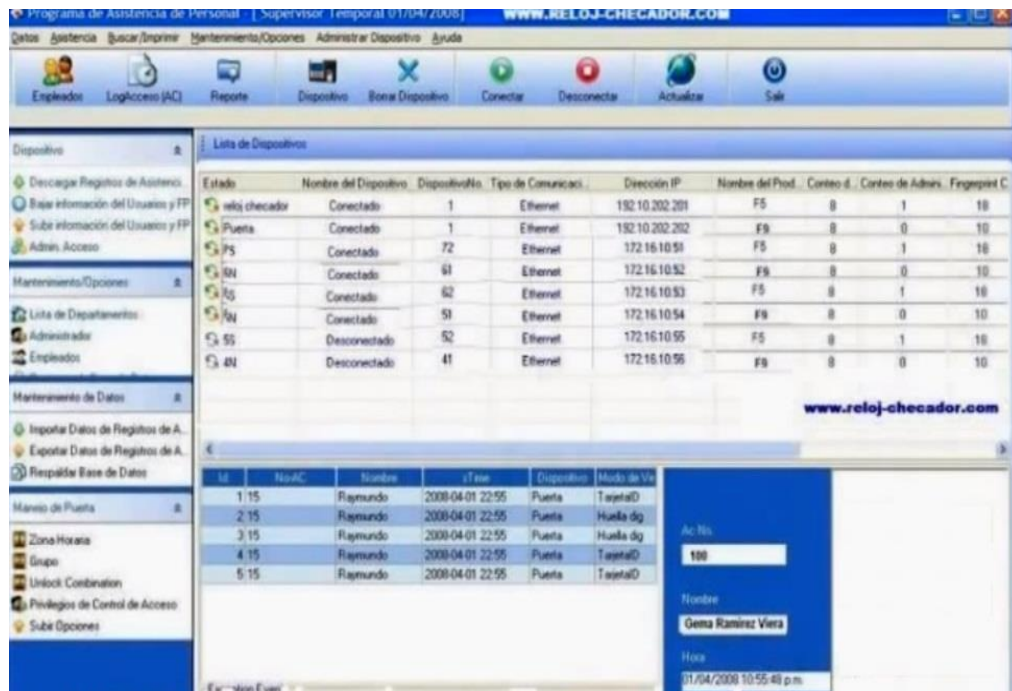 Programa de Asistencia de Personal - [ Supervisor Temporal 01/04/2008] WWW.RELOJ-CHECADOR.COM
Datos Asistencia Buscar/Imprimir Mantenimiento/Opciones Administrar Dispositivo Ayuda
Empleados LogAcceso (AC) Reporte Dispositivo Borrar Dispositivo Conectar Desconectar Actualizar Salir
Dispositivo
Descargar Registros de Asistenci..
Bajar información del Usuarios y FP
Subir información del Usuarios y FP
Admin. Acceso
Mantenimiento/Opciones
Lista de Departamentos
Administrador
Empleados
Mantenimiento de Datos
Importar Datos de Registros de A..
Exportar Datos de Registros de A..
Respaldar Base de Datos
Manejo de Puerta
Zona Horaria
Grupo
Unlock Combination
Privilegios de Control de Acceso
Subir Opciones
Lista de Dispositivos
Estado Nombre del Dispositivo DispositivoNo. Tipo de Comunicaci... Dirección IP Nombre del Prod... Conteo d... Conteo de Admini.. Fingerprint C
reloj checador Conectado 1 Ethernet 192.10.202.201 F5 8 1 18
Puerta Conectado 1 Ethernet 192.10.202.202 F9 8 0 10
Conectado 72 Ethernet 172.16.10.51 F5 8 1 18
6N Conectado 61 Ethernet 172.16.10.52 F9 8 0 10
Conectado 62 Ethernet 172.16.10.53 F5 8 1 18
Conectado 51 Ethernet 172.16.10.54 F9 8 0 10
5S Desconectado 52 Ethernet 172.16.10.55 F5 8 1 18
4N Desconectado 41 Ethernet 172.16.10.56 F9 8 0 10
www.reloj-checador.com
Id NoAC Nombre sTime Dispositivo Modo de Ve
1 15 Raymundo 2008-04-01 22:55 Puerta TarjetaID
2 15 Raymundo 2008-04-01 22:55 Puerta Huella dig
3 15 Raymundo 2008-04-01 22:55 Puerta Huella dig
4 15 Raymundo 2008-04-01 22:55 Puerta TarjetaID
5 15 Raymundo 2008-04-01 22:55 Puerta TarjetaID
Ac No.
100
Nombre
Gema Ramirez Viera
Hora
01/04/2008 10:55:48 p.m.